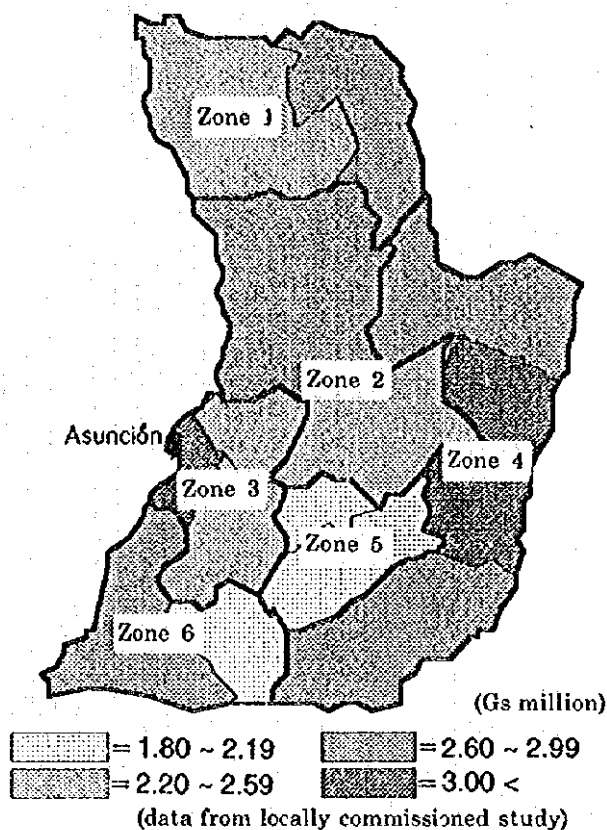 Zone 1
Zone 2
Asunción
Zone 4
Zone 3
Zone 5
Zone 6
(Gs million)
= 1.80 ~ 2.19 = 2.60 ~ 2.99
= 2.20 ~ 2.59 = 3.00 <
(data from locally commissioned study)